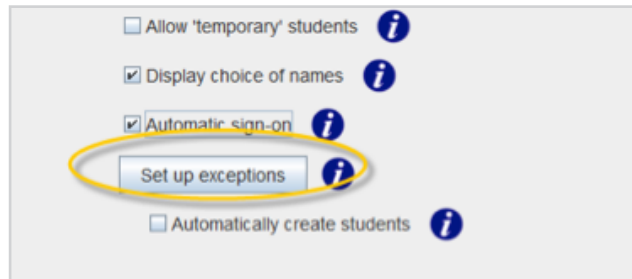 Allow 'temporary' students
Display choice of names
Automatic sign-on
Set up exceptions
Automatically create students